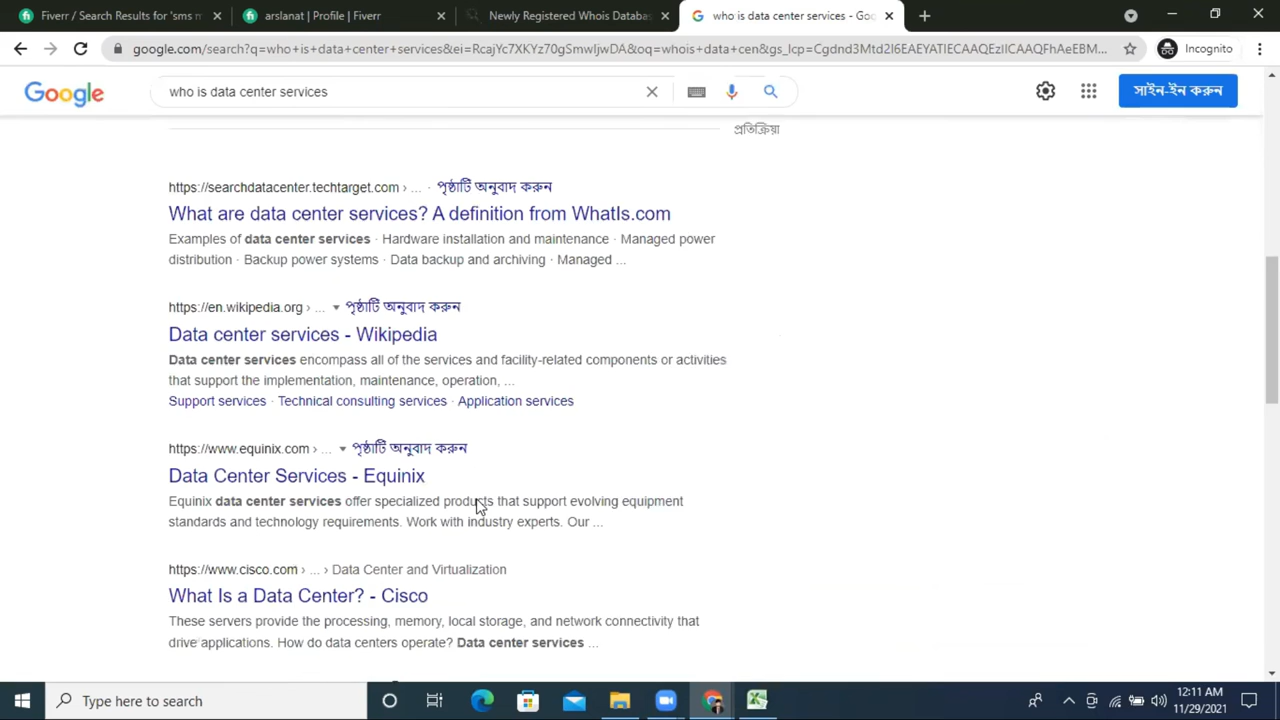 Fiverr / Search Results for 'sms m
arslanat | Profile | Fiverr
Newly Registered Whois Databas
who is data center services - Goo
google.com/search?q=who+is+data+center+services&ei=RcajYc7XKYz70gSmwIjwDA&oq=whois+data+cen&gs_lcp=Cgdnd3Mtd2l6EAEYATIECAAQEzIICAAQFhAeEBM...
Incognito
Google
who is data center services
সাইন-ইন করুন
প্রতিক্রিয়া
https://searchdatacenter.techtarget.com › ... · পৃষ্ঠাটি অনুবাদ করুন
What are data center services? A definition from WhatIs.com
Examples of data center services · Hardware installation and maintenance · Managed power
distribution · Backup power systems · Data backup and archiving · Managed ...
https://en.wikipedia.org › ... পৃষ্ঠাটি অনুবাদ করুন
Data center services - Wikipedia
Data center services encompass all of the services and facility-related components or activities
that support the implementation, maintenance, operation, ...
Support services · Technical consulting services · Application services
https://www.equinix.com › ... পৃষ্ঠাটি অনুবাদ করুন
Data Center Services - Equinix
Equinix data center services offer specialized products that support evolving equipment
standards and technology requirements. Work with industry experts. Our ...
https://www.cisco.com › ... › Data Center and Virtualization
What Is a Data Center? - Cisco
These servers provide the processing, memory, local storage, and network connectivity that
drive applications. How do data centers operate? Data center services ...
Type here to search
12:11 AM
11/29/2021